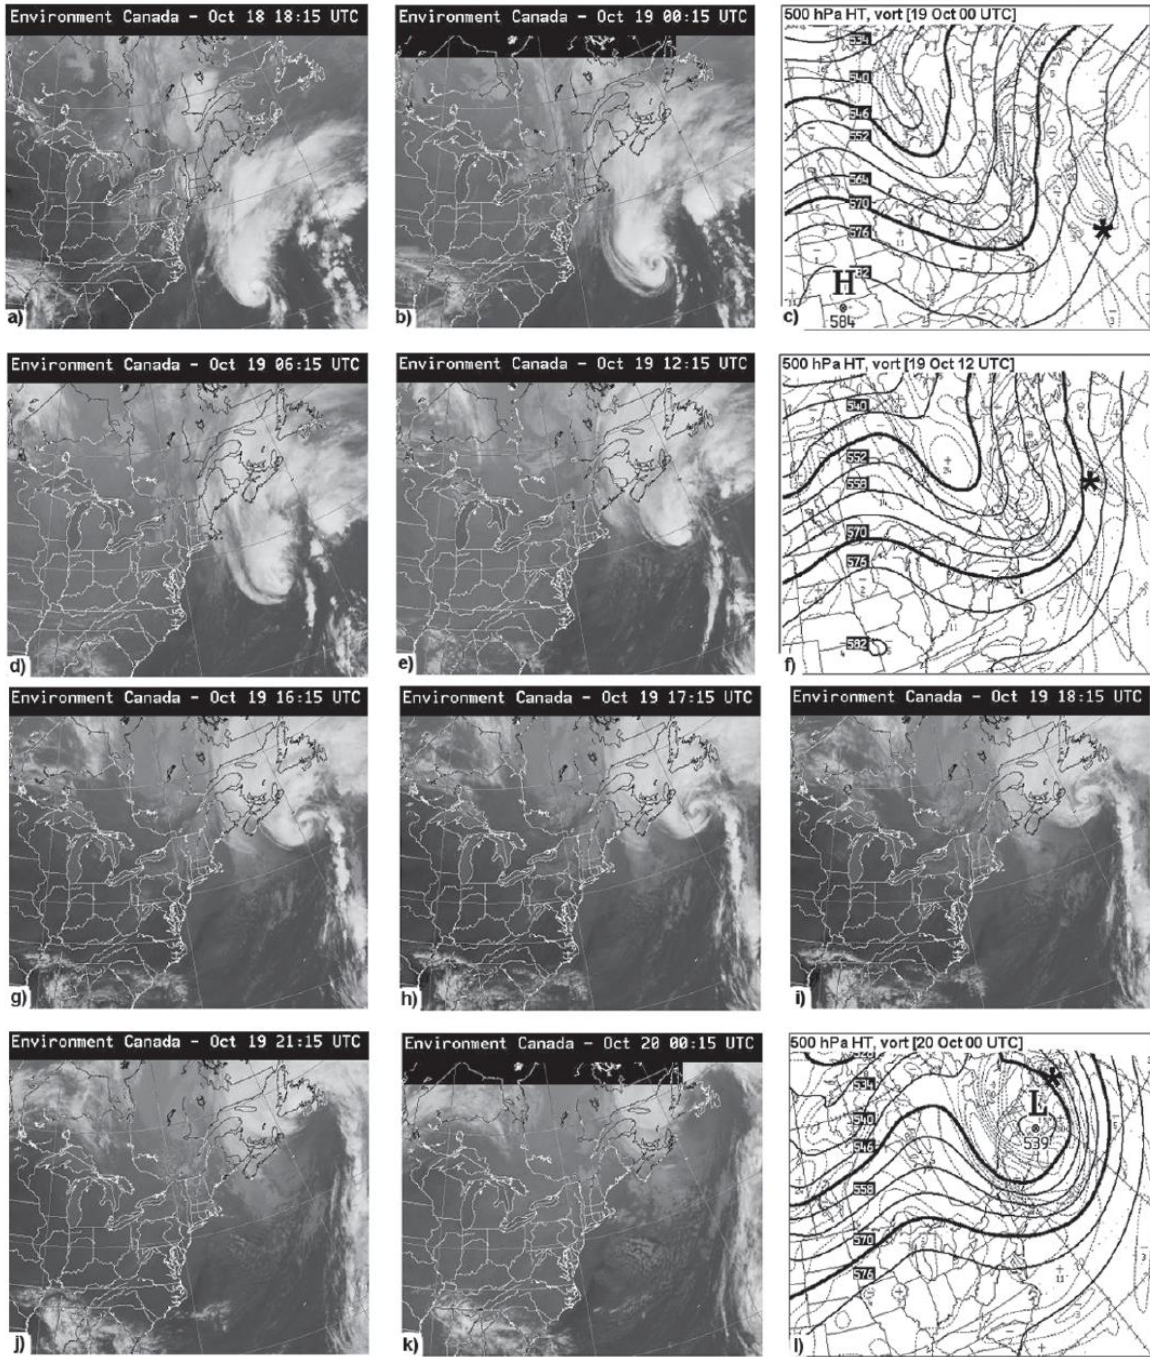 Environment Canada - Oct 18 18:15 UTC
a)
Environment Canada - Oct 19 00:15 UTC
b)
500 hPa HT, vort [19 Oct 00 UTC]
534
540
546
552
564
570
576
H
584
c)
Environment Canada - Oct 19 06:15 UTC
d)
Environment Canada - Oct 19 12:15 UTC
e)
500 hPa HT, vort [19 Oct 12 UTC]
540
552
558
570
576
582
f)
Environment Canada - Oct 19 16:15 UTC
g)
Environment Canada - Oct 19 17:15 UTC
h)
Environment Canada - Oct 19 18:15 UTC
i)
Environment Canada - Oct 19 21:15 UTC
j)
Environment Canada - Oct 20 00:15 UTC
k)
500 hPa HT, vort [20 Oct 00 UTC]
534
540
546
558
570
576
L
539
l)